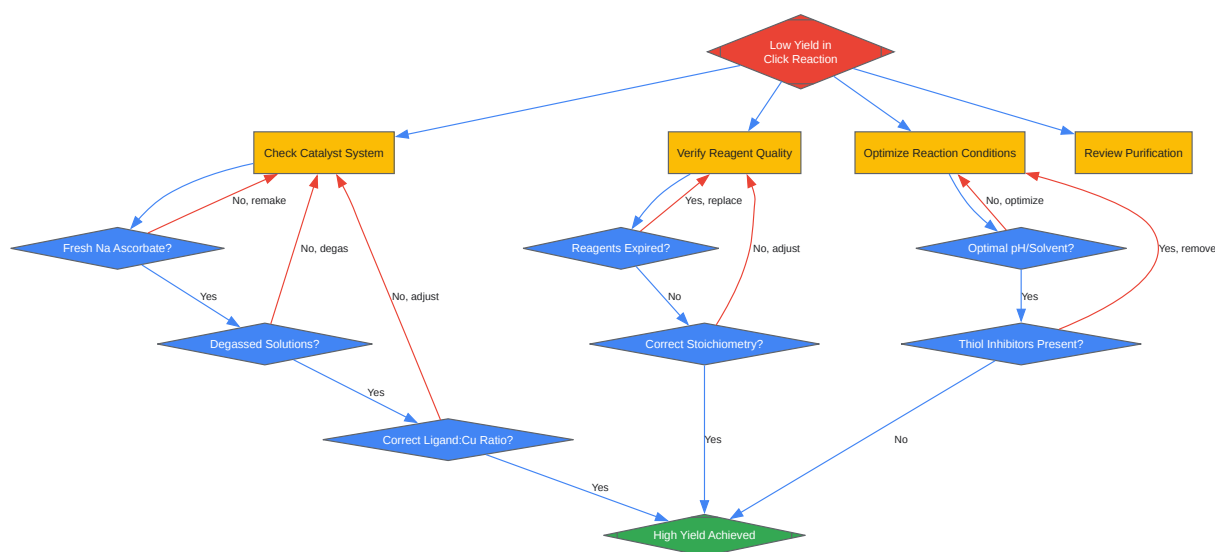 Low Yield in
Click Reaction
Check Catalyst System
Verify Reagent Quality
Optimize Reaction Conditions
Review Purification
No, remake
Yes, replace
No, optimize
Fresh Na Ascorbate?
No, degas
Reagents Expired?
No, adjust
Optimal pH/Solvent?
Yes, remove
Yes
No, adjust
No
Yes
Degassed Solutions?
Correct Stoichiometry?
Thiol Inhibitors Present?
Yes
Correct Ligand:Cu Ratio?
Yes
No
Yes
High Yield Achieved